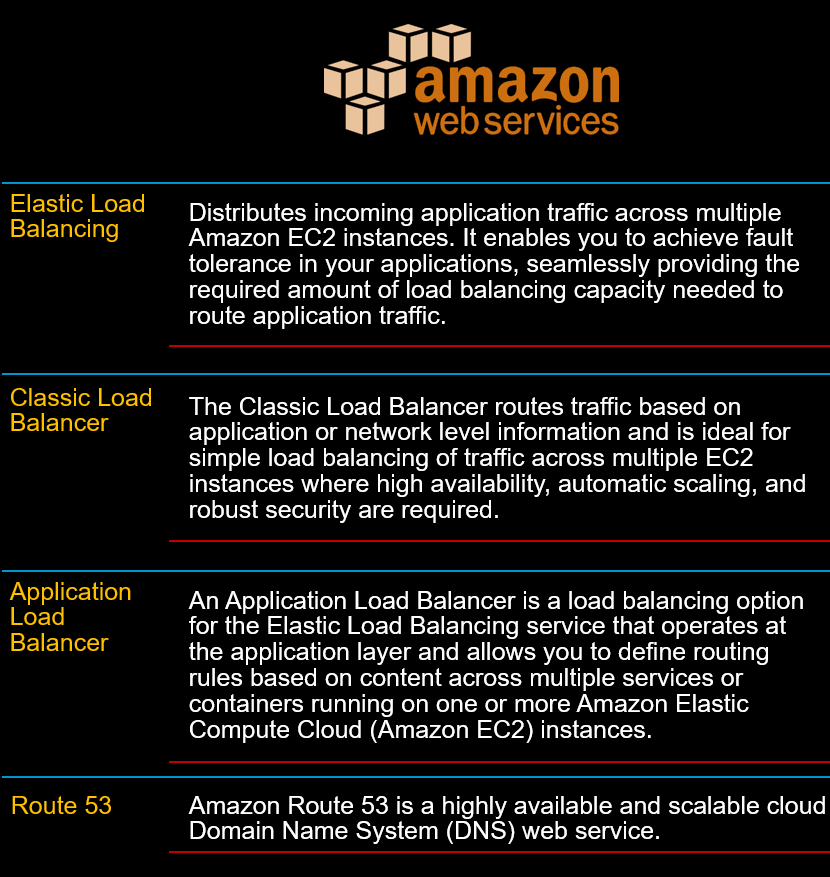 amazon
web services
Elastic Load
Balancing
Distributes incoming application traffic across multiple
Amazon EC2 instances. It enables you to achieve fault
tolerance in your applications, seamlessly providing the
required amount of load balancing capacity needed to
route application traffic.
Classic Load
Balancer
The Classic Load Balancer routes traffic based on
application or network level information and is ideal for
simple load balancing of traffic across multiple EC2
instances where high availability, automatic scaling, and
robust security are required.
Application
Load
Balancer
An Application Load Balancer is a load balancing option
for the Elastic Load Balancing service that operates at
the application layer and allows you to define routing
rules based on content across multiple services or
containers running on one or more Amazon Elastic
Compute Cloud (Amazon EC2) instances.
Route 53
Amazon Route 53 is a highly available and scalable cloud
Domain Name System (DNS) web service.